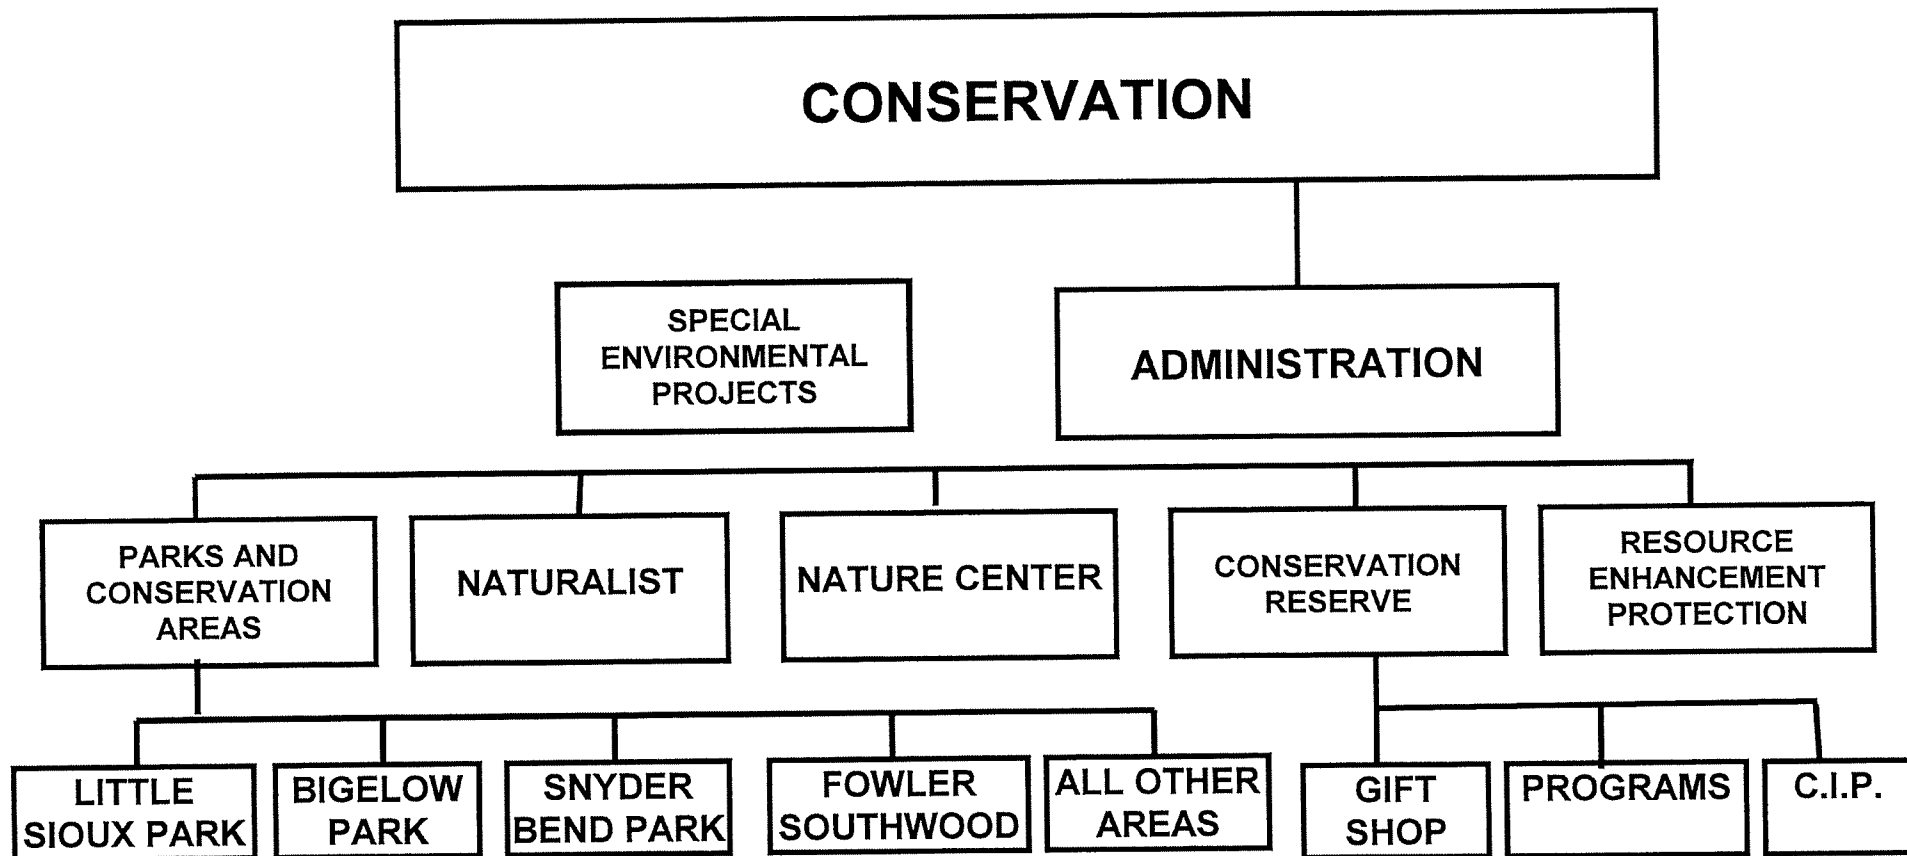 CONSERVATION
SPECIAL
ENVIRONMENTAL
PROJECTS
ADMINISTRATION
PARKS AND
CONSERVATION
AREAS
NATURALIST
NATURE CENTER
CONSERVATION
RESERVE
RESOURCE
ENHANCEMENT
PROTECTION
LITTLE
SIOUX PARK
BIGELOW
PARK
SNYDER
BEND PARK
FOWLER
SOUTHWOOD
ALL OTHER
AREAS
GIFT
SHOP
PROGRAMS
C.I.P.